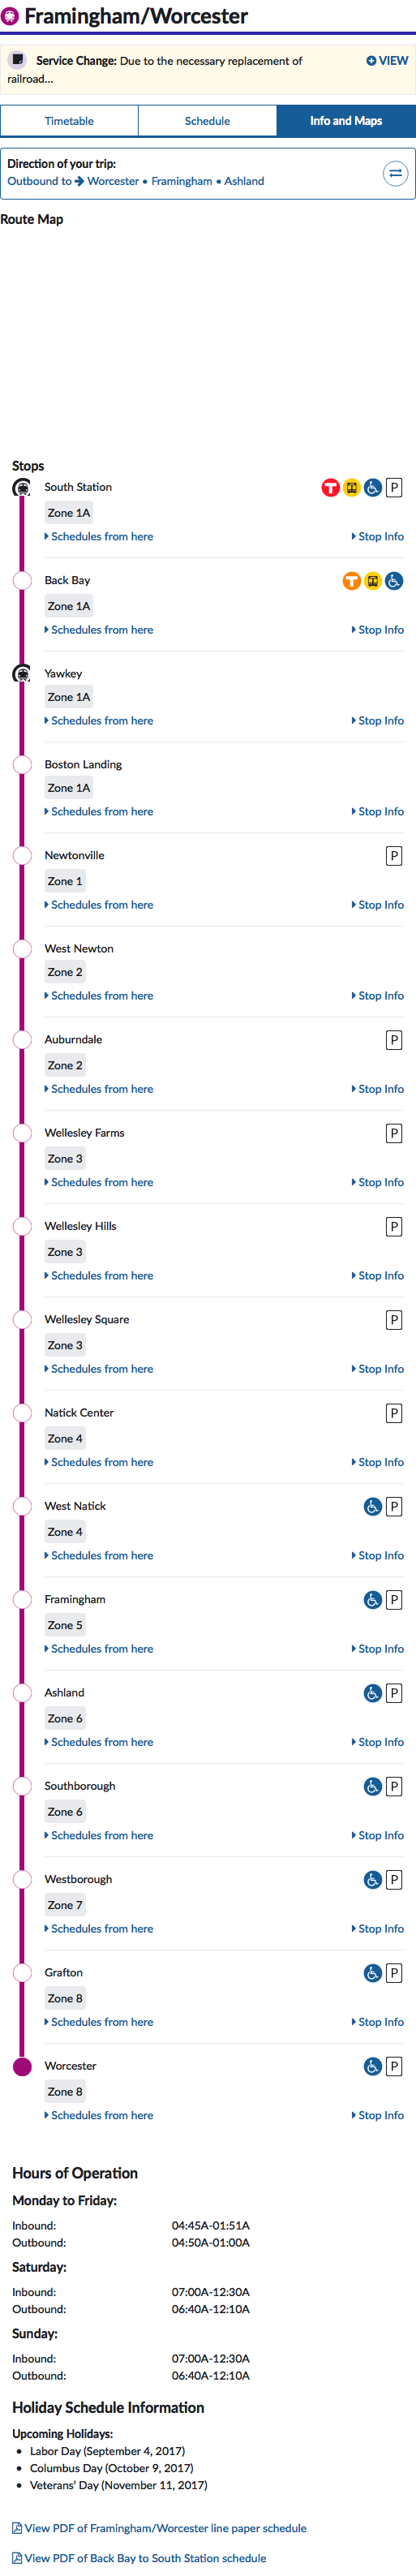 Framingham/Worcester
Service Change: Due to the necessary replacement of
railroad...
VIEW
Timetable
Schedule
Info and Maps
Direction of your trip:
Outbound to → Worcester • Framingham • Ashland
Route Map
Stops
South Station
T
P
Zone 1A
Schedules from here
Stop Info
Back Bay
T
Zone 1A
Schedules from here
Stop Info
Yawkey
Zone 1A
Schedules from here
Stop Info
Boston Landing
Zone 1A
Schedules from here
Stop Info
Newtonville
P
Zone 1
Schedules from here
Stop Info
West Newton
Zone 2
Schedules from here
Stop Info
Auburndale
P
Zone 2
Schedules from here
Stop Info
Wellesley Farms
P
Zone 3
Schedules from here
Stop Info
Wellesley Hills
P
Zone 3
Schedules from here
Stop Info
Wellesley Square
P
Zone 3
Schedules from here
Stop Info
Natick Center
P
Zone 4
Schedules from here
Stop Info
West Natick
P
Zone 4
Schedules from here
Stop Info
Framingham
P
Zone 5
Schedules from here
Stop Info
Ashland
P
Zone 6
Schedules from here
Stop Info
Southborough
P
Zone 6
Schedules from here
Stop Info
Westborough
P
Zone 7
Schedules from here
Stop Info
Grafton
P
Zone 8
Schedules from here
Stop Info
Worcester
P
Zone 8
Schedules from here
Stop Info
Hours of Operation
Monday to Friday:
Inbound: 04:45A-01:51A
Outbound: 04:50A-01:00A
Saturday:
Inbound: 07:00A-12:30A
Outbound: 06:40A-12:10A
Sunday:
Inbound: 07:00A-12:30A
Outbound: 06:40A-12:10A
Holiday Schedule Information
Upcoming Holidays:
• Labor Day (September 4, 2017)
• Columbus Day (October 9, 2017)
• Veterans' Day (November 11, 2017)
View PDF of Framingham/Worcester line paper schedule
View PDF of Back Bay to South Station schedule